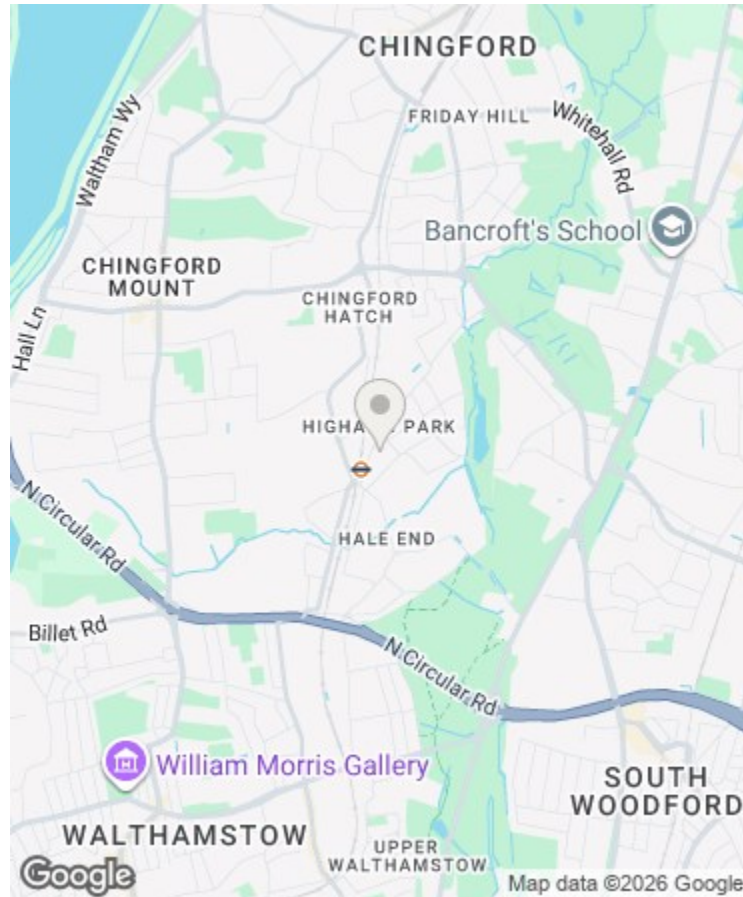 CHINGFORD
FRIDAY HILL
Whitehall Rd
Waltham Wy
Bancroft's School
CHINGFORD
MOUNT
CHINGFORD
HATCH
Hall Ln
PARK
N Circular Rd
HALE END
Billet Rd
N Circular Rd
William Morris Gallery
SOUTH
WOODFORD
WALTHAMSTOW
UPPER
WALTHAMSTOW
Google
Map data ©2026 Google